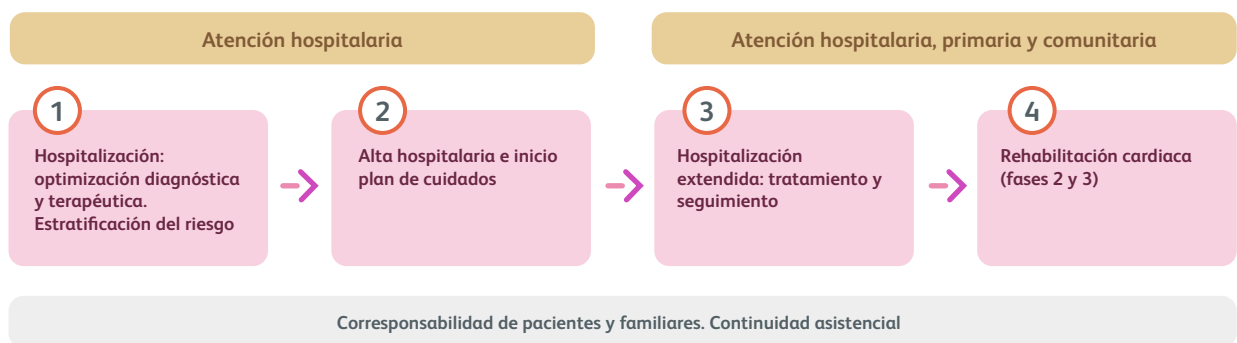 Atención hospitalaria
Atención hospitalaria, primaria y comunitaria
1
Hospitalización:
optimización diagnóstica
y terapéutica.
Estratificación del riesgo
2
Alta hospitalaria e inicio
plan de cuidados
3
Hospitalización
extendida: tratamiento y
seguimiento
4
Rehabilitación cardiaca
(fases 2 y 3)
Corresponsabilidad de pacientes y familiares. Continuidad asistencial